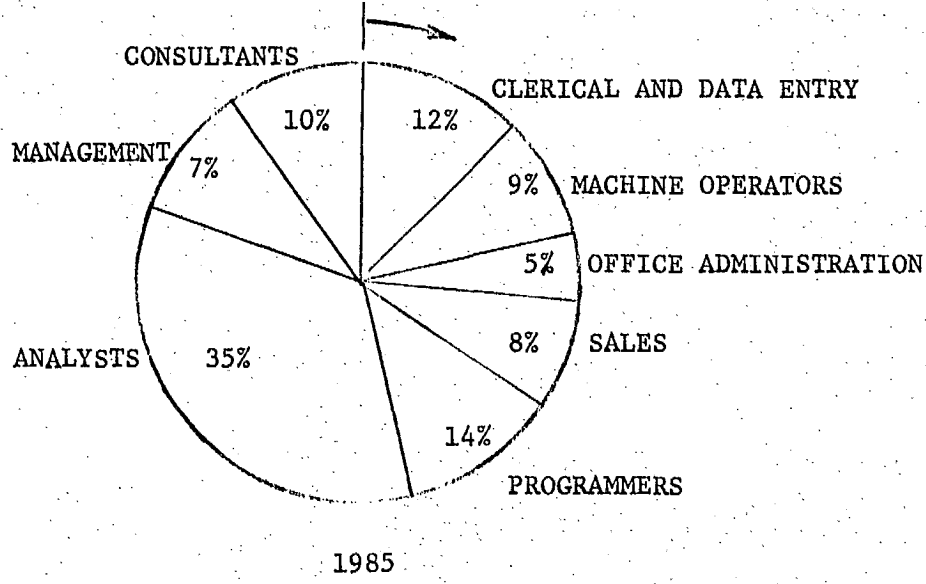 CONSULTANTS
10%
12%
CLERICAL AND DATA ENTRY
MANAGEMENT
7%
9%
MACHINE OPERATORS
5%
OFFICE ADMINISTRATION
ANALYSTS
35%
8%
SALES
14%
PROGRAMMERS
1985